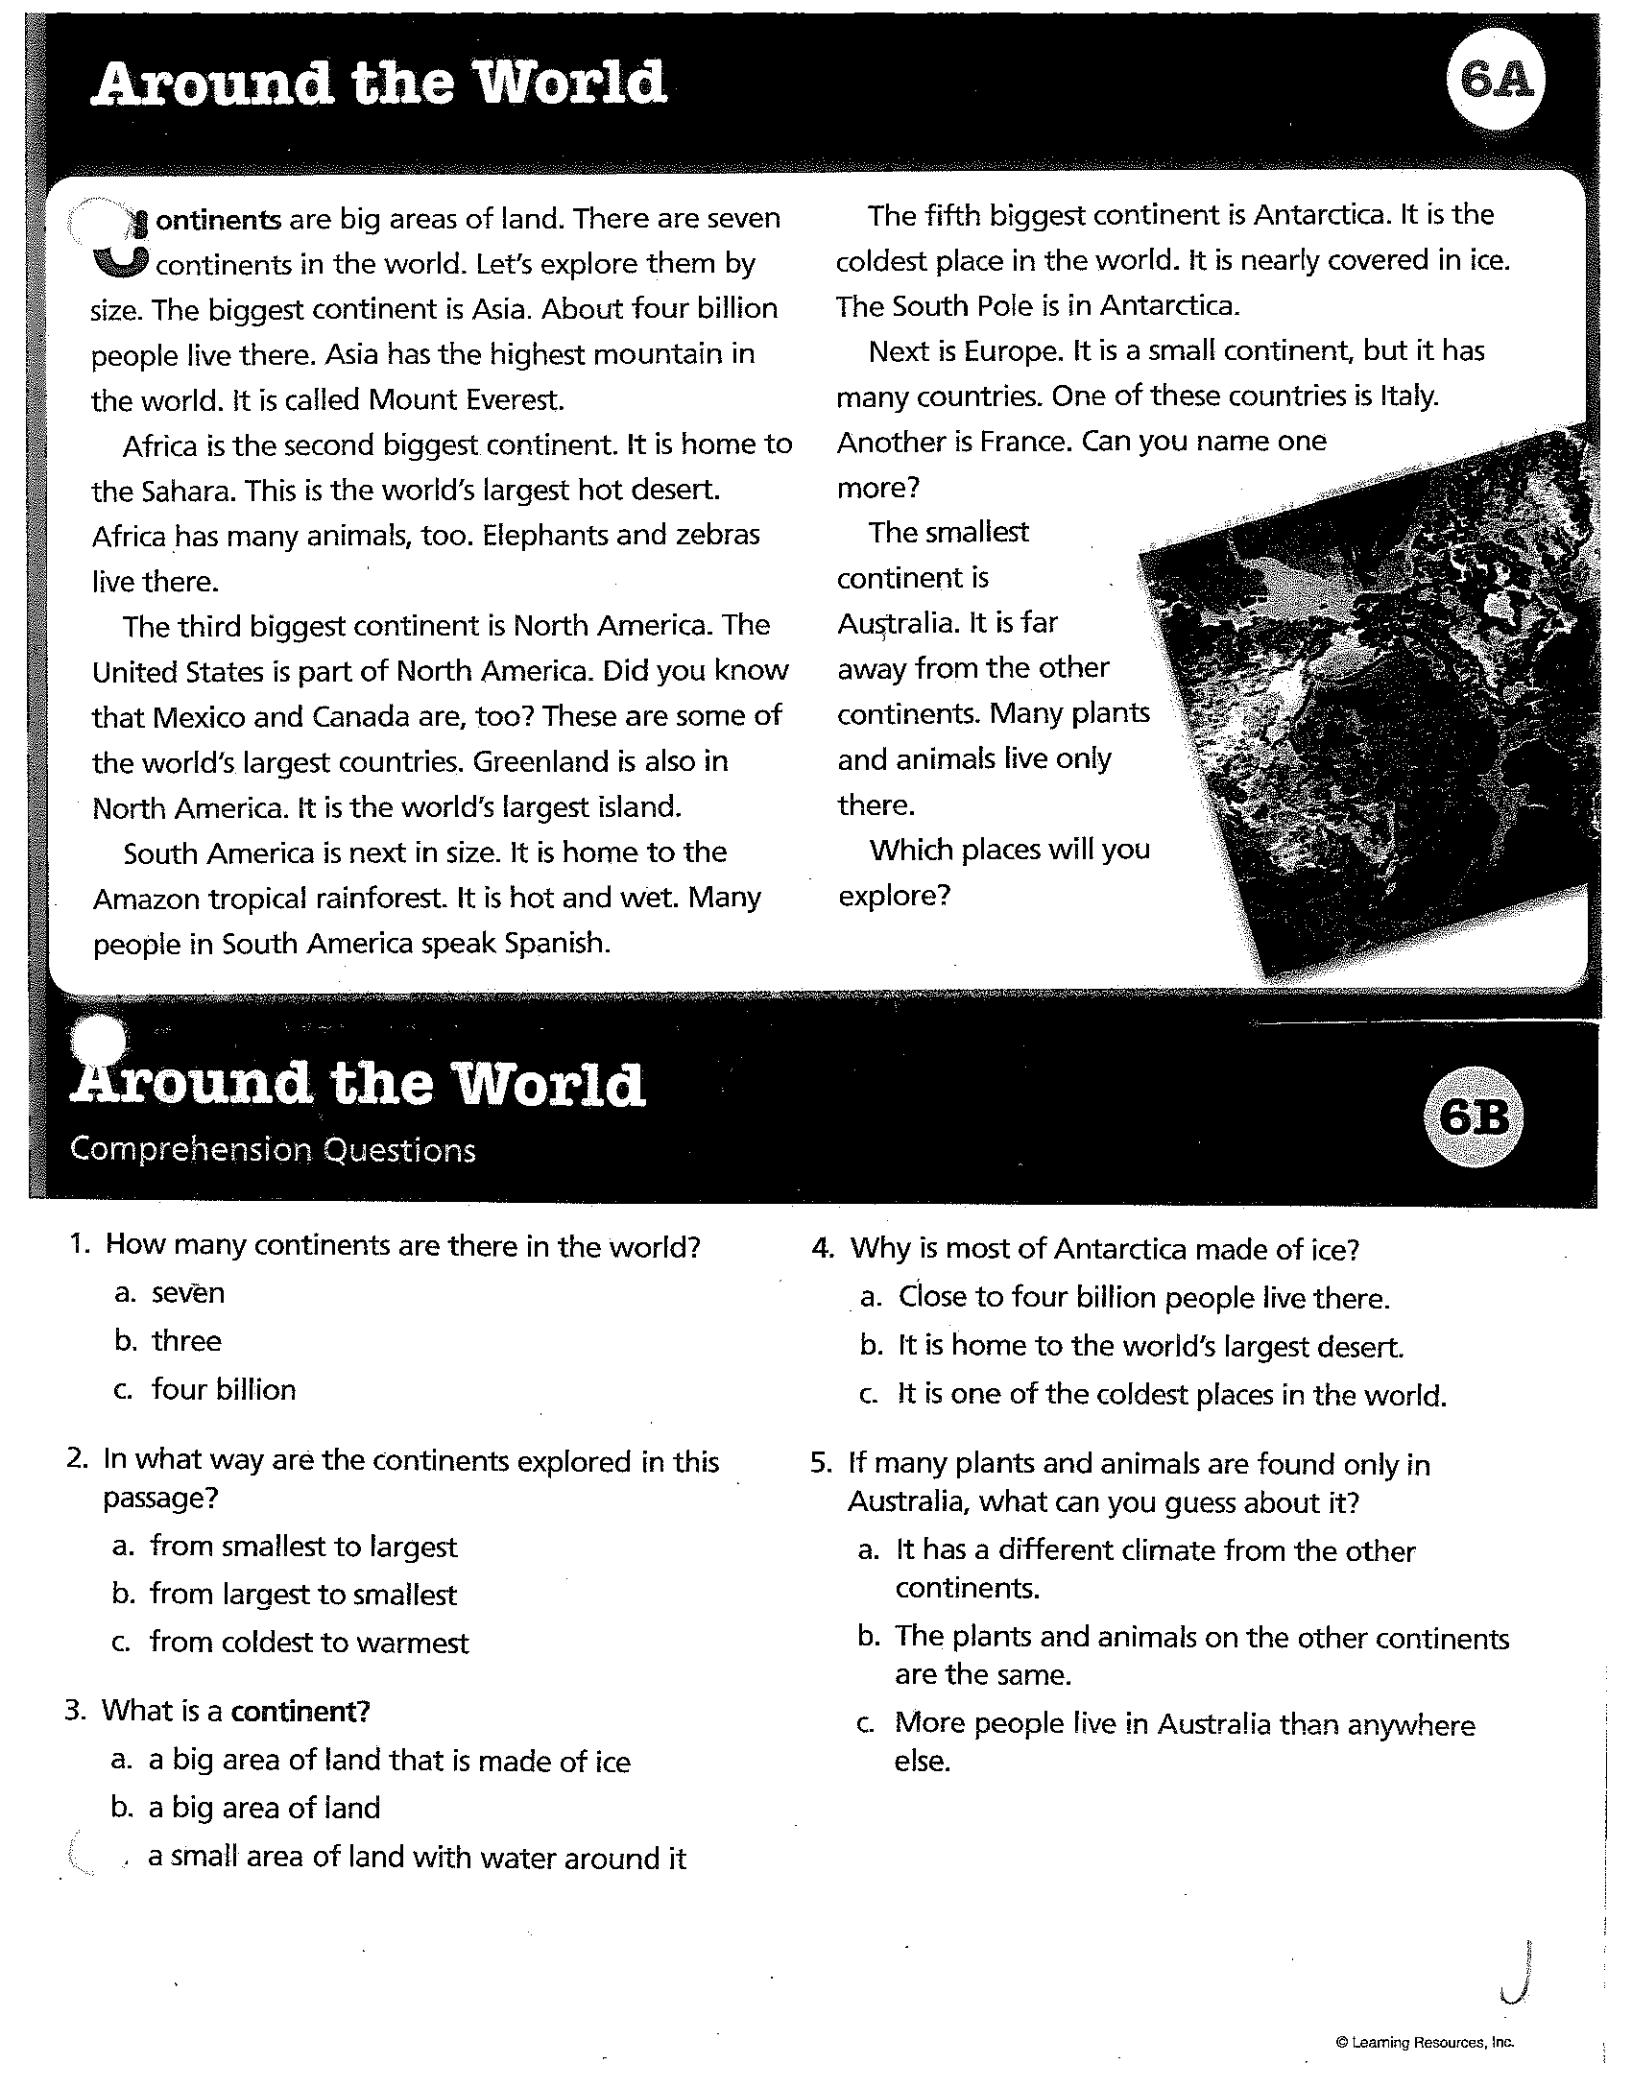 Around the World
6A
Continents are big areas of land. There are seven
continents in the world. Let's explore them by
size. The biggest continent is Asia. About four billion
people live there. Asia has the highest mountain in
the world. It is called Mount Everest.
Africa is the second biggest continent. It is home to
the Sahara. This is the world's largest hot desert.
Africa has many animals, too. Elephants and zebras
live there.
The third biggest continent is North America. The
United States is part of North America. Did you know
that Mexico and Canada are, too? These are some of
the world's largest countries. Greenland is also in
North America. It is the world's largest island.
South America is next in size. It is home to the
Amazon tropical rainforest. It is hot and wet. Many
people in South America speak Spanish.
The fifth biggest continent is Antarctica. It is the
coldest place in the world. It is nearly covered in ice.
The South Pole is in Antarctica.
Next is Europe. It is a small continent, but it has
many countries. One of these countries is Italy.
Another is France. Can you name one
more?
The smallest
continent is
Australia. It is far
away from the other
continents. Many plants
and animals live only
there.
Which places will you
explore?
Around the World
6B
Comprehension Questions
1. How many continents are there in the world?
a. seven
b. three
c. four billion
2. In what way are the continents explored in this
passage?
a. from smallest to largest
b. from largest to smallest
c. from coldest to warmest
3. What is a continent?
a. a big area of land that is made of ice
b. a big area of land
. a small area of land with water around it
4. Why is most of Antarctica made of ice?
a. Close to four billion people live there.
b. It is home to the world's largest desert.
c. It is one of the coldest places in the world.
5. If many plants and animals are found only in
Australia, what can you guess about it?
a. It has a different climate from the other
continents.
b. The plants and animals on the other continents
are the same.
c. More people live in Australia than anywhere
else.
© Learning Resources, Inc.